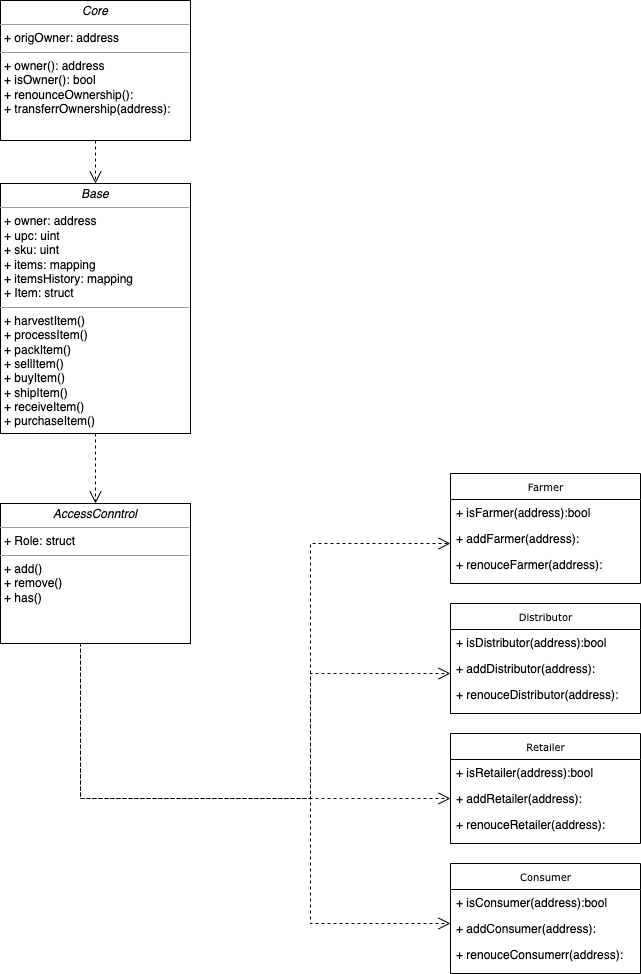 Core
+ origOwner: address
+ owner(): address
+ isOwner(): bool
+ renounceOwnership():
+ transferrOwnership(address):
Base
+ owner: address
+ upc: uint
+ sku: uint
+ items: mapping
+ itemsHistory: mapping
+ Item: struct
+ harvestItem()
+ processItem()
+ packItem()
+ sellItem()
+ buyItem()
+ shipItem()
+ receiveItem()
+ purchaseItem()
AccessConntrol
+ Role: struct
+ add()
+ remove()
+ has()
Farmer
+ isFarmer(address):bool
+ addFarmer(address):
+ renouceFarmer(address):
Distributor
+ isDistributor(address):bool
+ addDistributor(address):
+ renouceDistributor(address):
Retailer
+ isRetailer(address):bool
+ addRetailer(address):
+ renouceRetailer(address):
Consumer
+ isConsumer(address):bool
+ addConsumer(address):
+ renouceConsumerr(address):